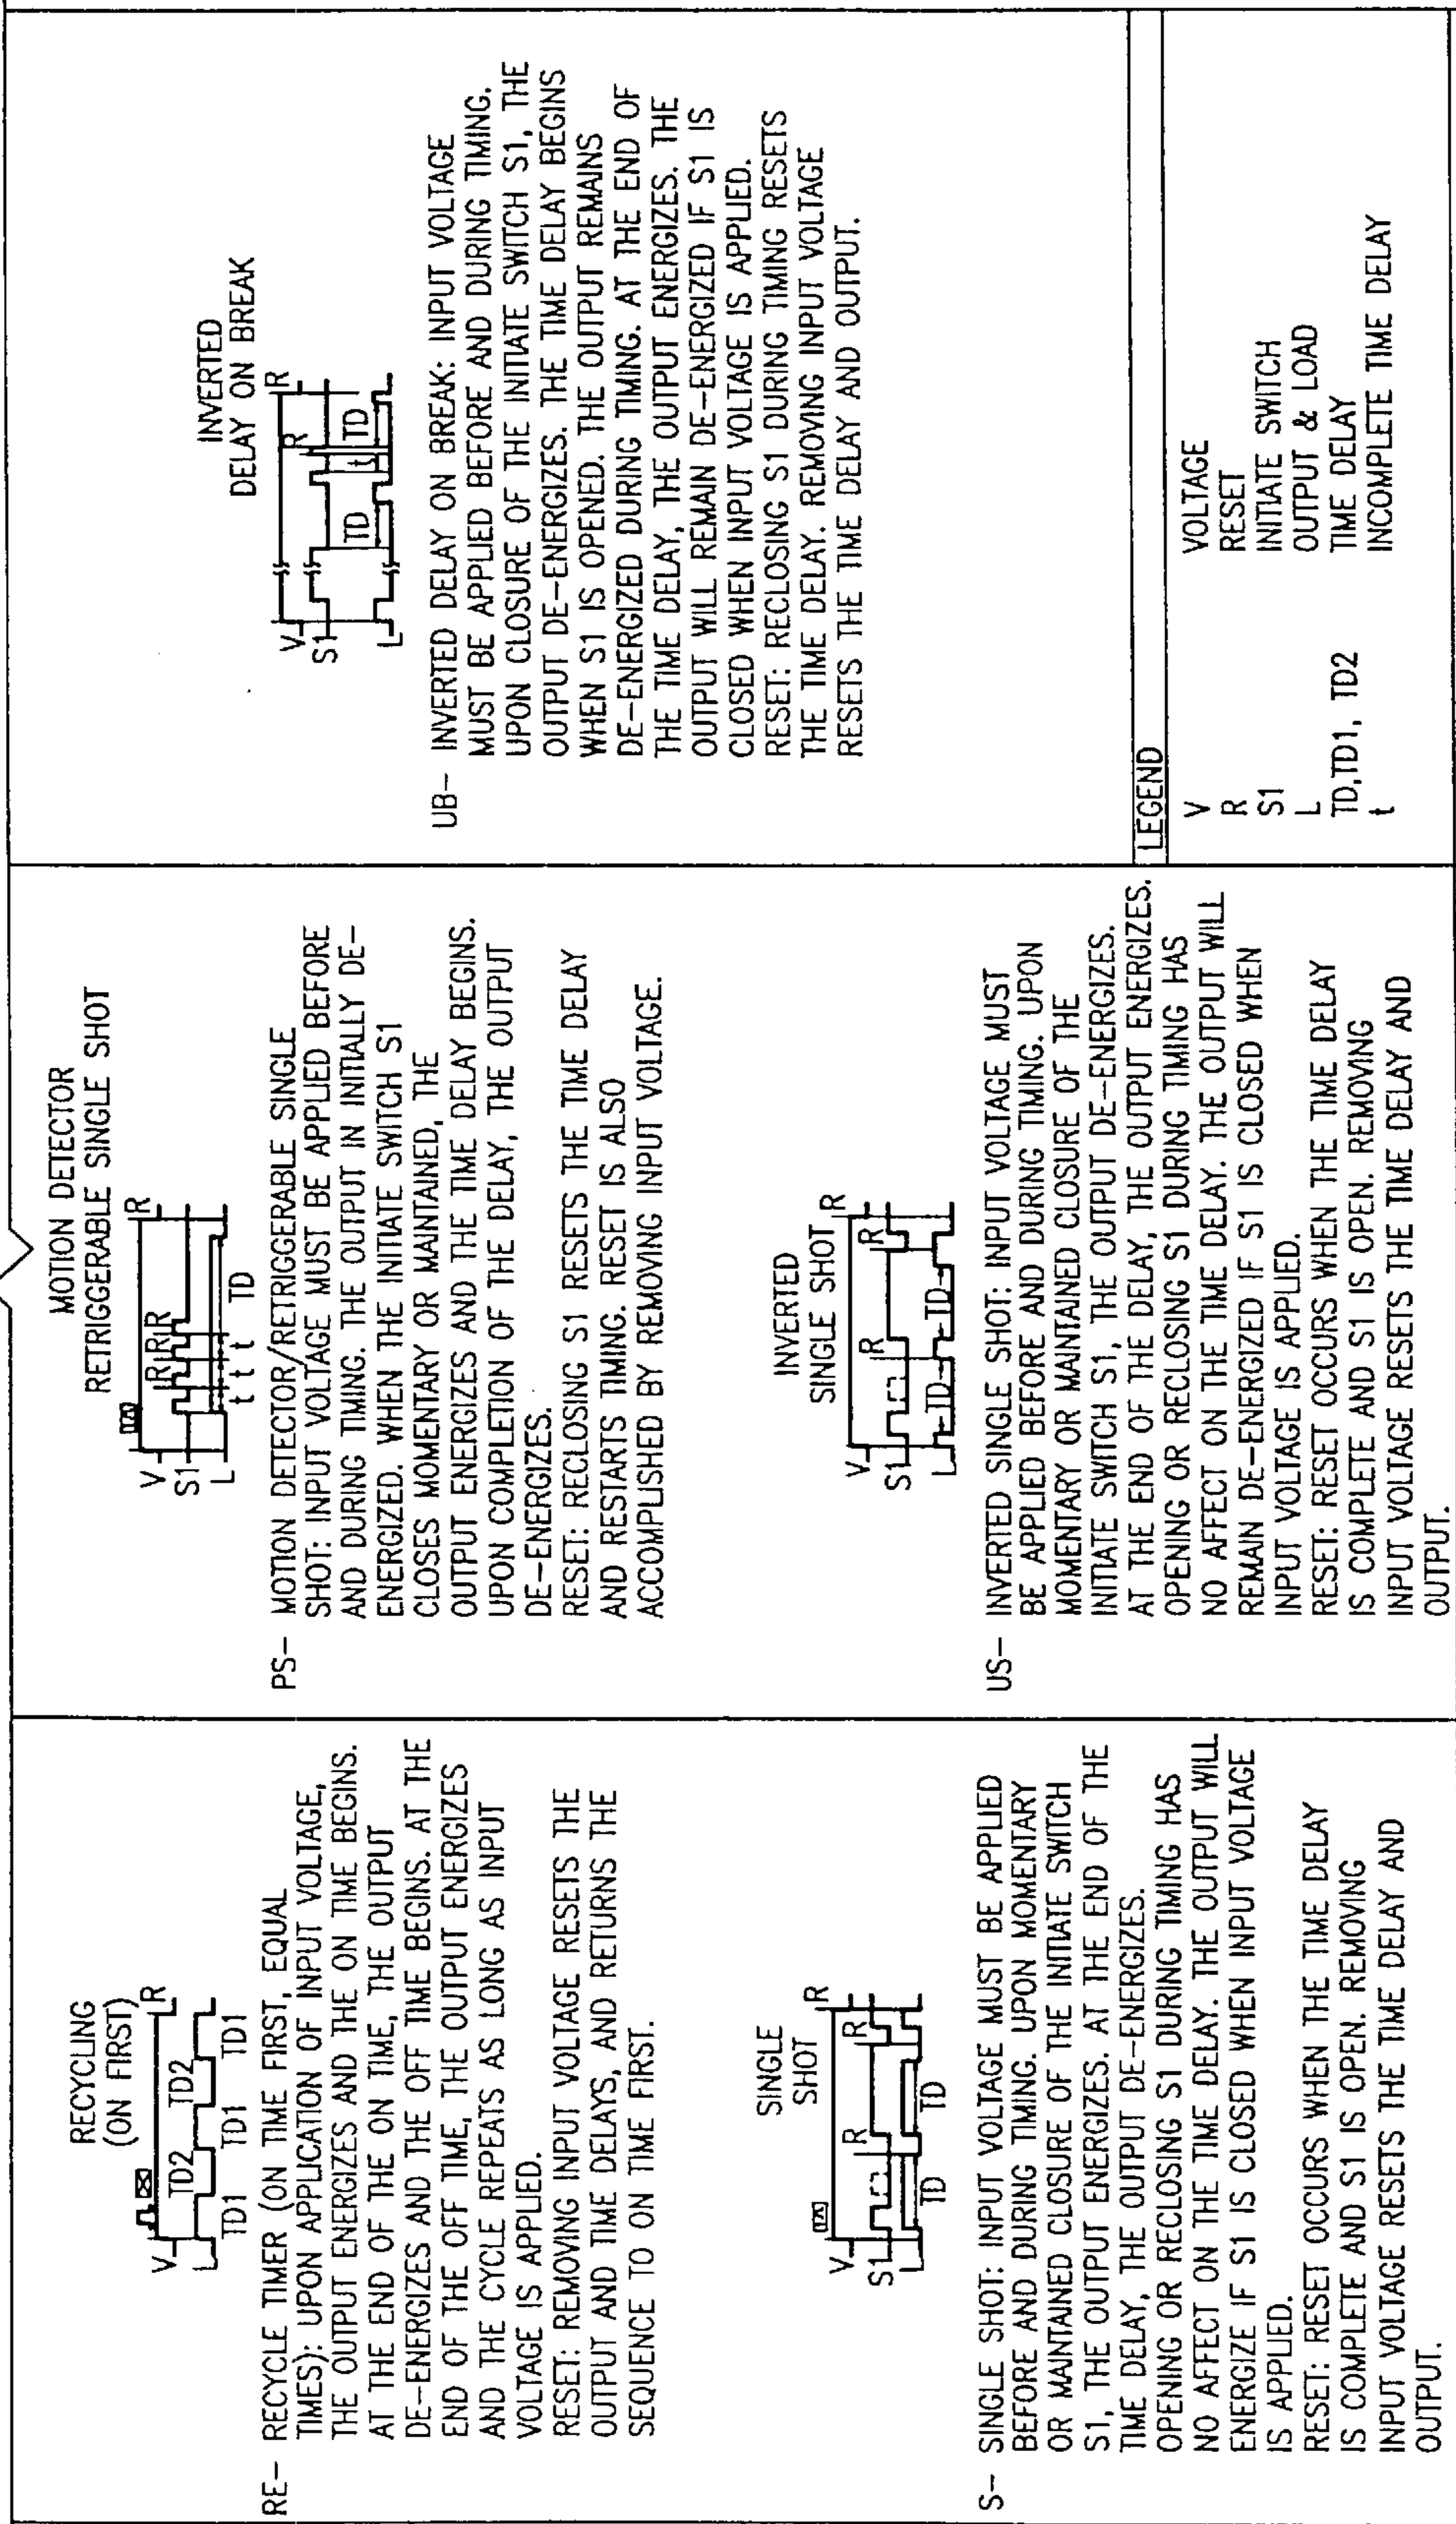 RECYCLING
(ON FIRST)
V
R
L
TD2 TD2
TD1 TD1 TD1
RE- RECYCLE TIMER (ON TIME FIRST, EQUAL
TIMES): UPON APPLICATION OF INPUT VOLTAGE,
THE OUTPUT ENERGIZES AND THE ON TIME BEGINS.
AT THE END OF THE ON TIME, THE OUTPUT
DE-ENERGIZES AND THE OFF TIME BEGINS. AT THE
END OF THE OFF TIME, THE OUTPUT ENERGIZES
AND THE CYCLE REPEATS AS LONG AS INPUT
VOLTAGE IS APPLIED.
RESET: REMOVING INPUT VOLTAGE RESETS THE
OUTPUT AND TIME DELAYS, AND RETURNS THE
SEQUENCE TO ON TIME FIRST.
SINGLE
SHOT
V
R
S1
R R
L
TD TD
S- SINGLE SHOT: INPUT VOLTAGE MUST BE APPLIED
BEFORE AND DURING TIMING. UPON MOMENTARY
OR MAINTAINED CLOSURE OF THE INITIATE SWITCH
S1, THE OUTPUT ENERGIZES. AT THE END OF THE
TIME DELAY, THE OUTPUT DE-ENERGIZES.
OPENING OR RECLOSING S1 DURING TIMING HAS
NO AFFECT ON THE TIME DELAY. THE OUTPUT WILL
ENERGIZE IF S1 IS CLOSED WHEN INPUT VOLTAGE
IS APPLIED.
RESET: RESET OCCURS WHEN THE TIME DELAY
IS COMPLETE AND S1 IS OPEN. REMOVING
INPUT VOLTAGE RESETS THE TIME DELAY AND
OUTPUT.
MOTION DETECTOR
RETRIGGERABLE SINGLE SHOT
V
R
S1
R R R
L
t t t TD
PS- MOTION DETECTOR/RETRIGGERABLE SINGLE
SHOT: INPUT VOLTAGE MUST BE APPLIED BEFORE
AND DURING TIMING. THE OUTPUT IN INITIALLY DE-
ENERGIZED. WHEN THE INITIATE SWITCH S1
CLOSES MOMENTARY OR MAINTAINED, THE
OUTPUT ENERGIZES AND THE TIME DELAY BEGINS.
UPON COMPLETION OF THE DELAY, THE OUTPUT
DE-ENERGIZES.
RESET: RECLOSING S1 RESETS THE TIME DELAY
AND RESTARTS TIMING. RESET IS ALSO
ACCOMPLISHED BY REMOVING INPUT VOLTAGE.
INVERTED
SINGLE SHOT
V
R
S1
R R
L
TD TD
US- INVERTED SINGLE SHOT: INPUT VOLTAGE MUST
BE APPLIED BEFORE AND DURING TIMING. UPON
MOMENTARY OR MAINTAINED CLOSURE OF THE
INITIATE SWITCH S1, THE OUTPUT DE-ENERGIZES.
AT THE END OF THE DELAY, THE OUTPUT ENERGIZES.
OPENING OR RECLOSING S1 DURING TIMING HAS
NO AFFECT ON THE TIME DELAY. THE OUTPUT WILL
REMAIN DE-ENERGIZED IF S1 IS CLOSED WHEN
INPUT VOLTAGE IS APPLIED.
RESET: RESET OCCURS WHEN THE TIME DELAY
IS COMPLETE AND S1 IS OPEN. REMOVING
INPUT VOLTAGE RESETS THE TIME DELAY AND
OUTPUT.
INVERTED
DELAY ON BREAK
V
R
S1
R
L
TD t TD
UB- INVERTED DELAY ON BREAK: INPUT VOLTAGE
MUST BE APPLIED BEFORE AND DURING TIMING.
UPON CLOSURE OF THE INITIATE SWITCH S1, THE
OUTPUT DE-ENERGIZES. THE TIME DELAY BEGINS
WHEN S1 IS OPENED. THE OUTPUT REMAINS
DE-ENERGIZED DURING TIMING. AT THE END OF
THE TIME DELAY, THE OUTPUT ENERGIZES. THE
OUTPUT WILL REMAIN DE-ENERGIZED IF S1 IS
CLOSED WHEN INPUT VOLTAGE IS APPLIED.
RESET: RECLOSING S1 DURING TIMING RESETS
THE TIME DELAY. REMOVING INPUT VOLTAGE
RESETS THE TIME DELAY AND OUTPUT.
LEGEND
V VOLTAGE
R RESET
S1 INITIATE SWITCH
L OUTPUT & LOAD
TD,TD1, TD2 TIME DELAY
t INCOMPLETE TIME DELAY